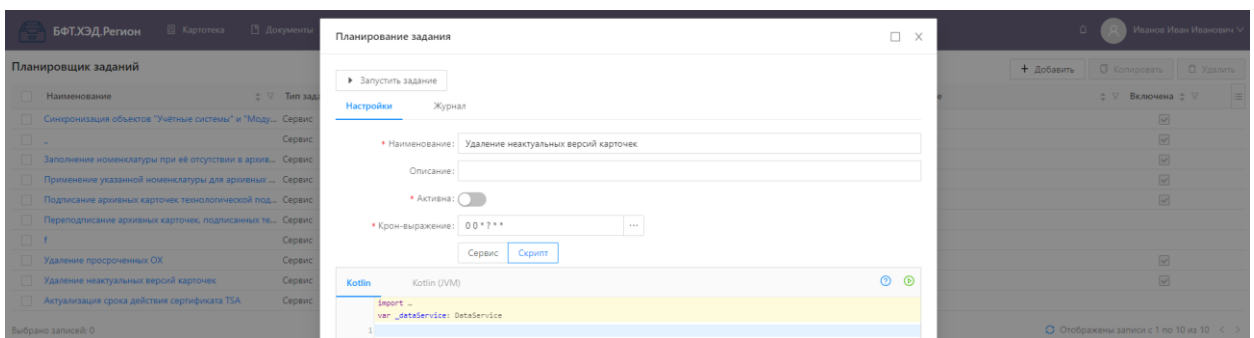 БФТ.ХЭД.Регион Картотека Документы Иванов Иван Иванович
Планирование задания
Планировщик заданий
+ Добавить Копировать Удалить
Запустить задание
Наименование Тип зада Включена
Настройки Журнал
Синхронизация объектов "Учётные системы" и "Моду... Сервис
- Сервис
* Наименование: Удаление неактуальных версий карточек
Заполнение номенклатуры при её отсутствии в архив... Сервис
Описание:
Применение указанной номенклатуры для архивных ... Сервис
* Активна:
Подписание архивных карточек технологической под... Сервис
Переподписание архивных карточек, подписанных те... Сервис
* Крон-выражение: 0 0 * ? * * ...
f Сервис
Сервис Скрипт
Удаление просроченных ОХ Сервис
Удаление неактуальных версий карточек Сервис
Kotlin Kotlin (JVM)
Актуализация срока действия сертификата TSA Сервис
import …
var _dataService: DataService
1
Выбрано записей: 0 Отображены записи с 1 по 10 из 10 < >